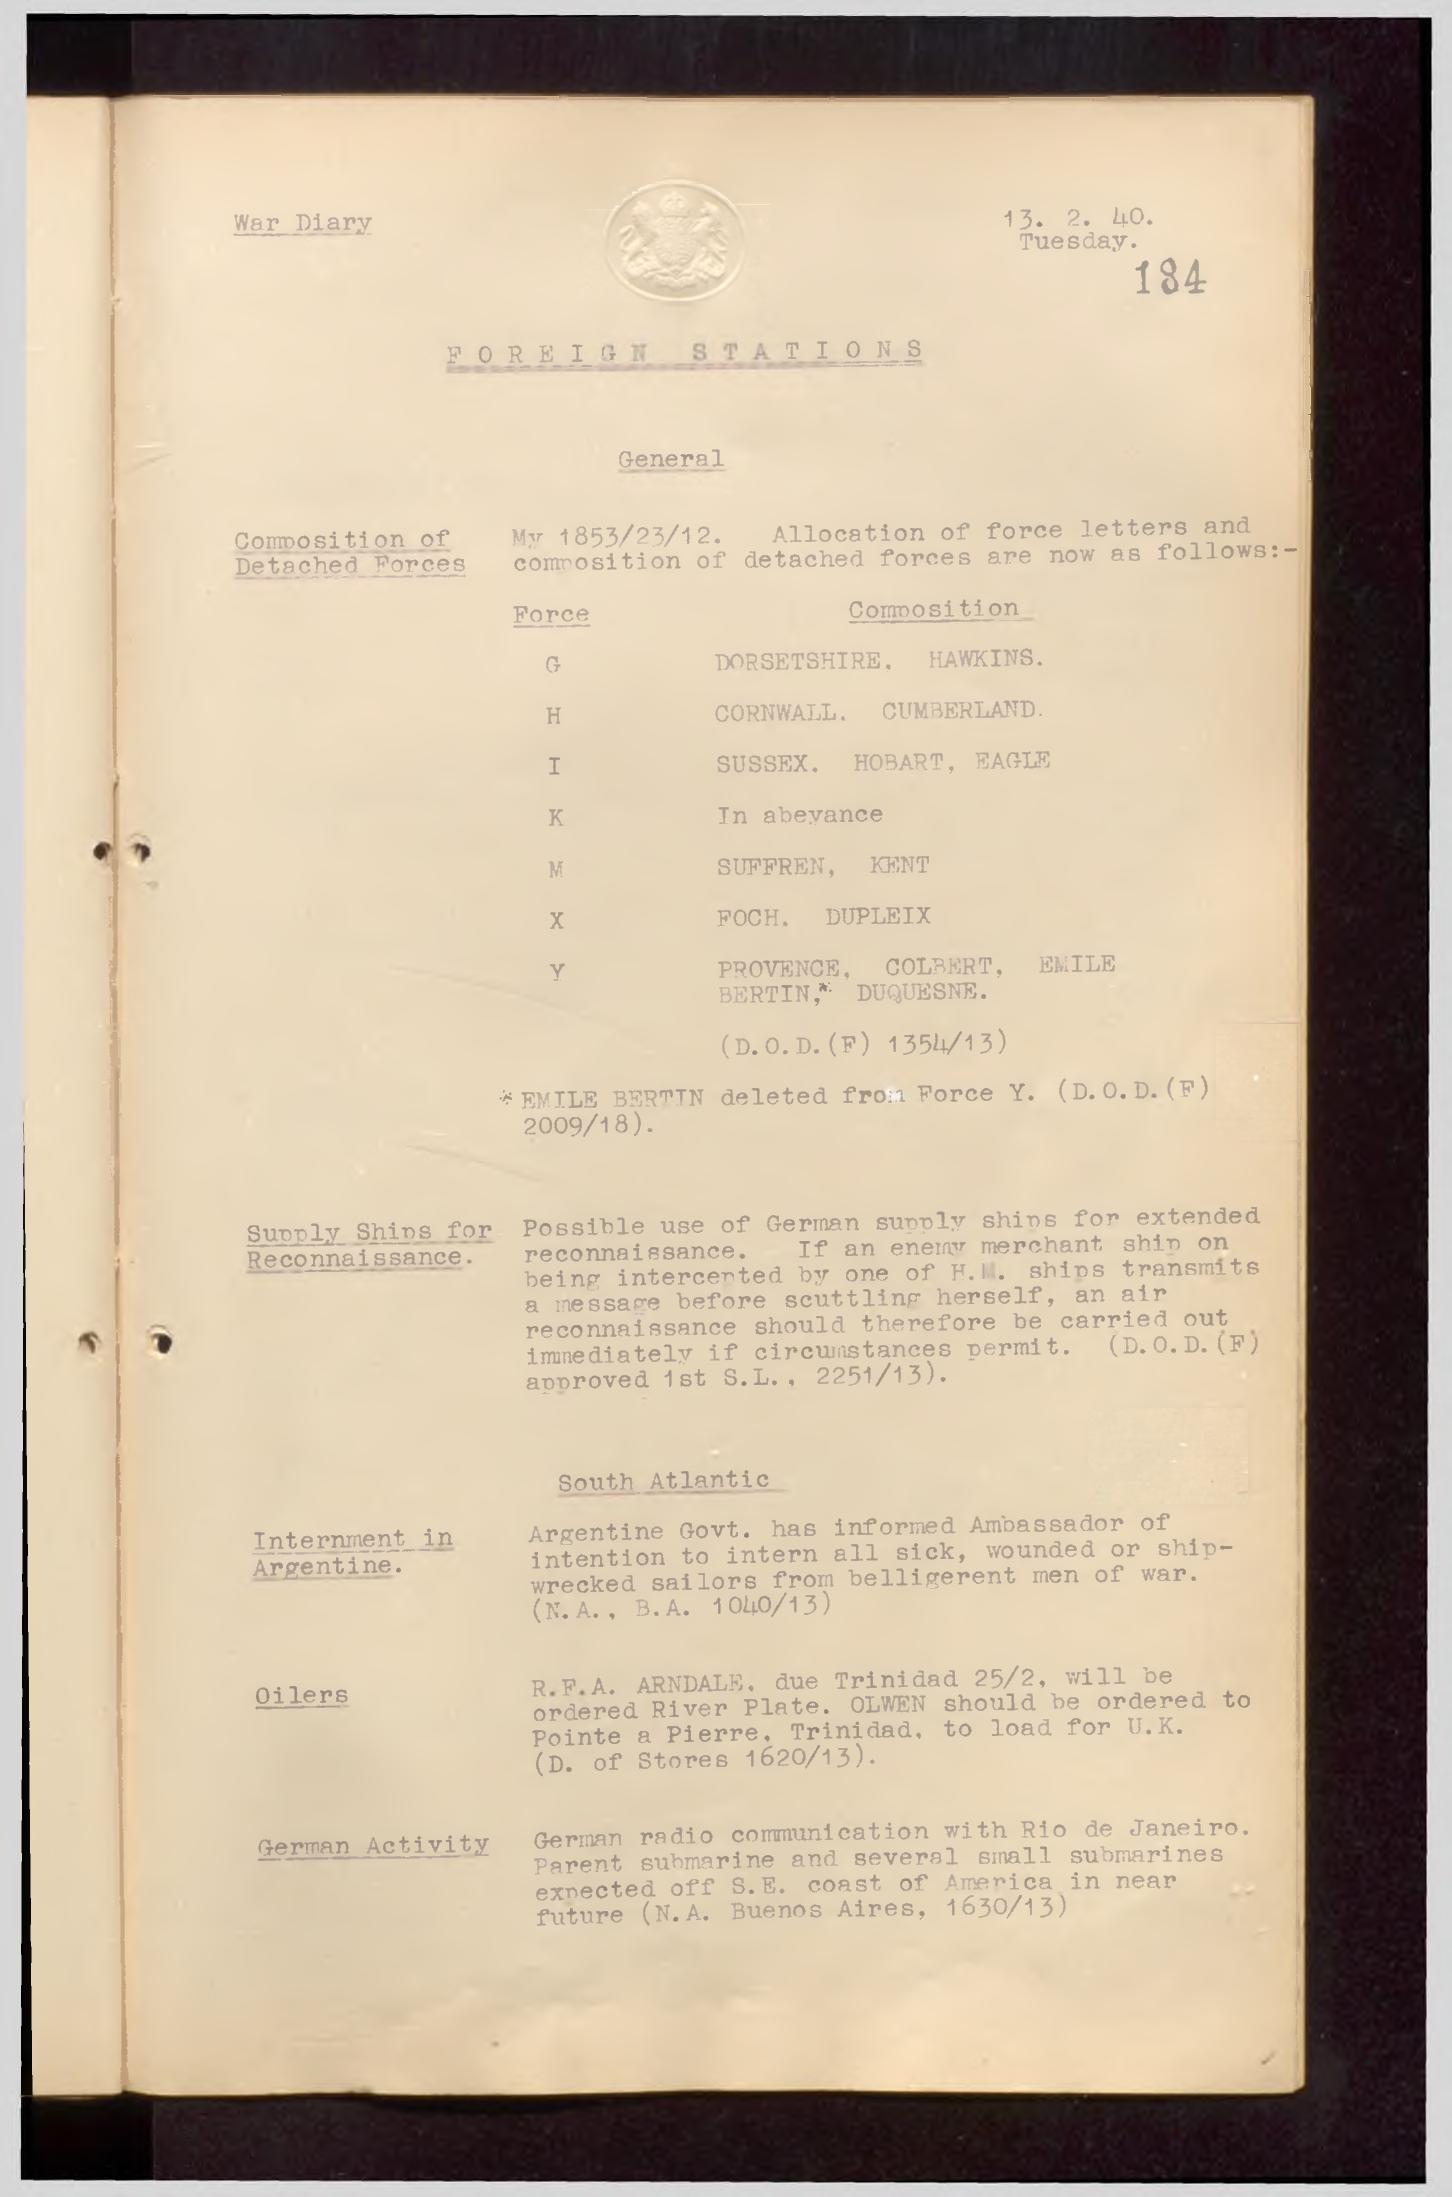 War Diary
13. 2. 40.
Tuesday.
184
FOREIGN STATIONS
General
Composition of
Detached Forces
My 1853/23/12. Allocation of force letters and
composition of detached forces are now as follows:-
Force Composition
G DORSETSHIRE. HAWKINS.
H CORNWALL. CUMBERLAND.
I SUSSEX. HOBART, EAGLE
K In abeyance
M SUFFREN, KENT
X FOCH. DUPLEIX
Y PROVENCE, COLBERT, EMILE
BERTIN,* DUQUESNE.
(D.O.D.(F) 1354/13)
* EMILE BERTIN deleted from Force Y. (D.O.D.(F)
2009/18).
Supply Ships for
Reconnaissance.
Possible use of German supply ships for extended
reconnaissance. If an enemy merchant ship on
being intercepted by one of H.M. ships transmits
a message before scuttling herself, an air
reconnaissance should therefore be carried out
immediately if circumstances permit. (D.O.D.(F)
approved 1st S.L., 2251/13).
South Atlantic
Internment in
Argentine.
Argentine Govt. has informed Ambassador of
intention to intern all sick, wounded or ship-
wrecked sailors from belligerent men of war.
(N.A., B.A. 1040/13)
Oilers
R.F.A. ARNDALE, due Trinidad 25/2, will be
ordered River Plate. OLWEN should be ordered to
Pointe a Pierre, Trinidad, to load for U.K.
(D. of Stores 1620/13).
German Activity
German radio communication with Rio de Janeiro.
Parent submarine and several small submarines
expected off S.E. coast of America in near
future (N.A. Buenos Aires, 1630/13)